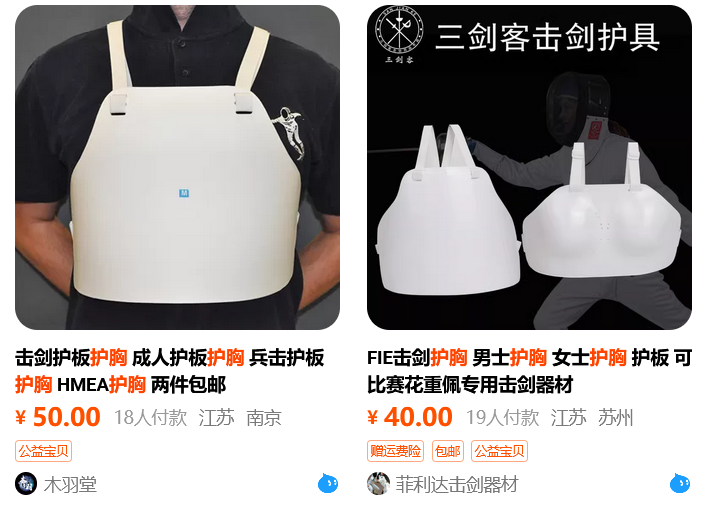 M
三剑客击剑护具
三剑客
击剑护板护胸 成人护板护胸 兵击护板
护胸 HMEA护胸 两件包邮
¥ 50.00 18人付款 江苏 南京
公益宝贝
木羽堂
FIE击剑护胸 男士护胸 女士护胸 护板 可
比赛花重佩专用击剑器材
¥ 40.00 19人付款 江苏 苏州
赠运费险 包邮 公益宝贝
菲利达击剑器材